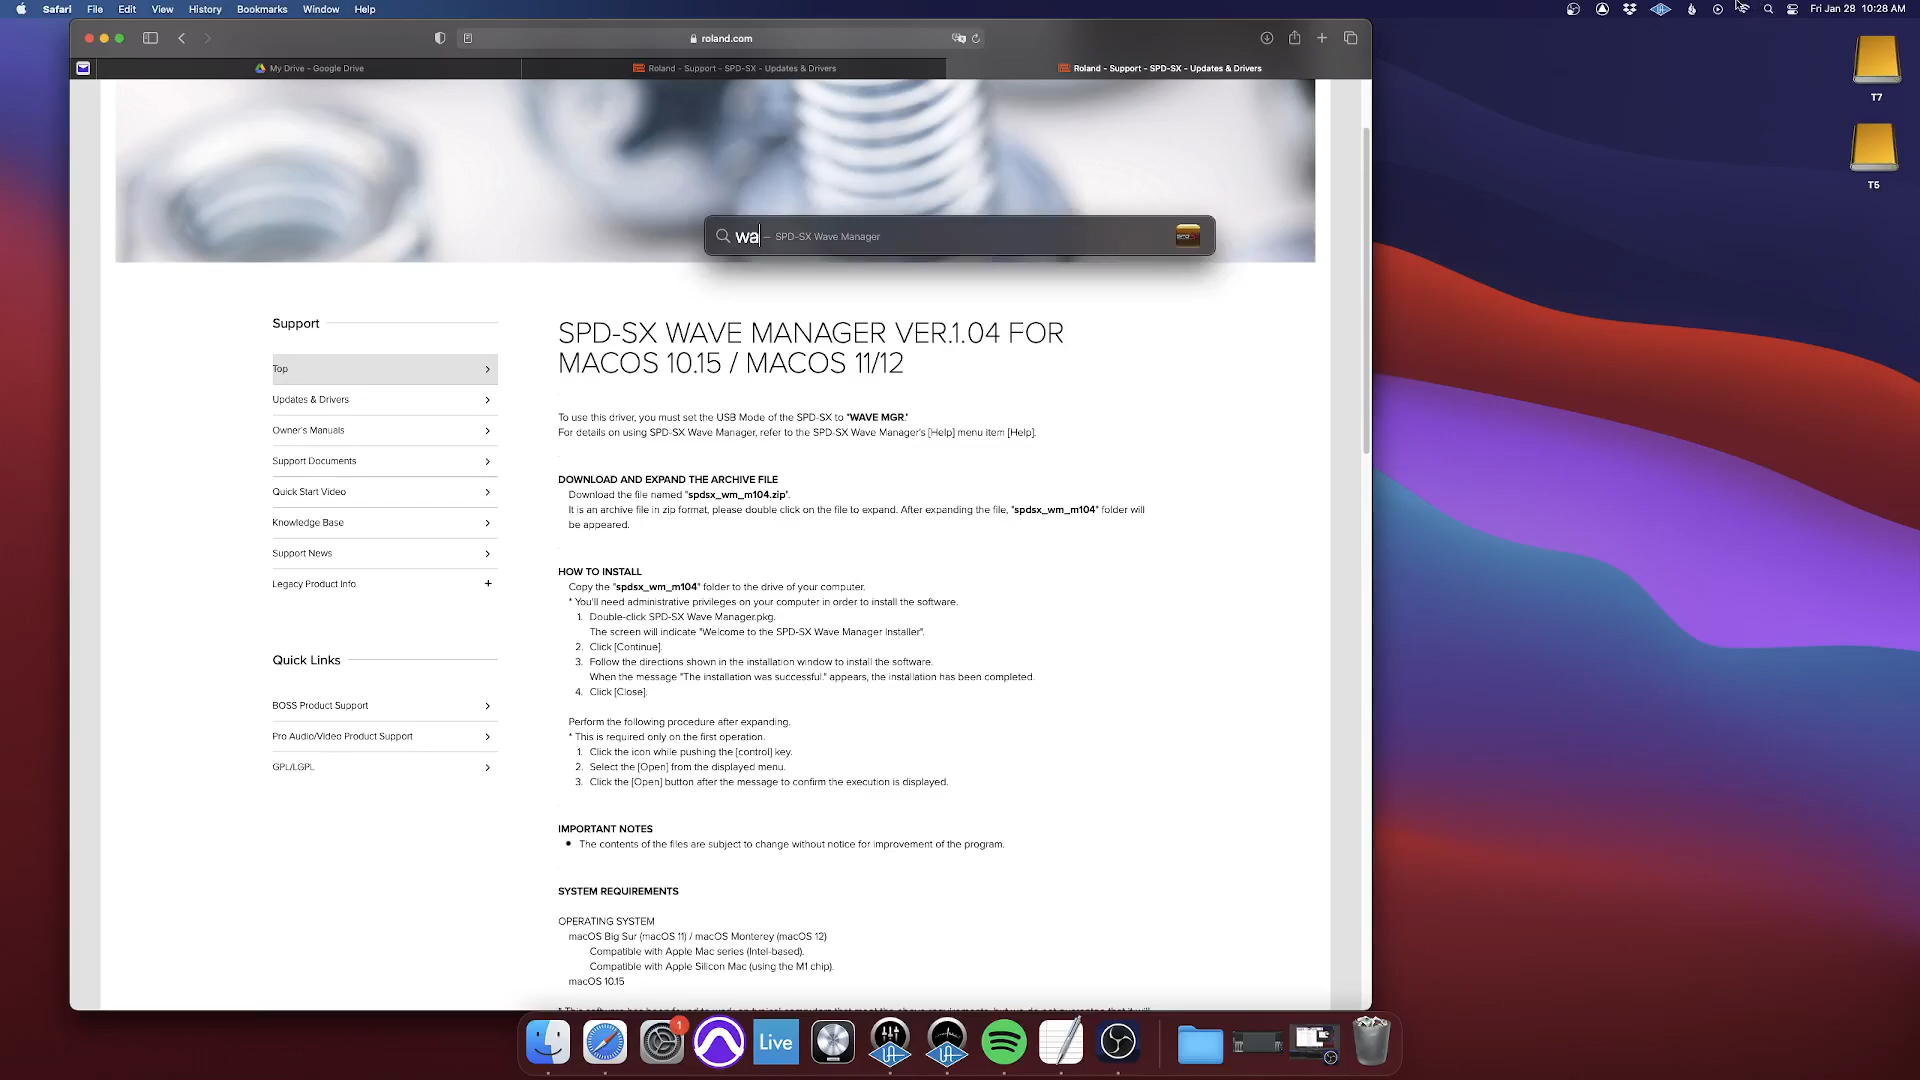 Safari File Edit View History Bookmarks Window Help
Fri Jan 28 10:28 AM
roland.com
My Drive - Google Drive
Roland - Support - SPD-SX - Updates & Drivers
Roland - Support - SPD-SX - Updates & Drivers
T7
T5
wa – SPD-SX Wave Manager
Support
Top
Updates & Drivers
Owner's Manuals
Support Documents
Quick Start Video
Knowledge Base
Support News
Legacy Product Info +
Quick Links
BOSS Product Support
Pro Audio/Video Product Support
GPL/LGPL
SPD-SX WAVE MANAGER VER.1.04 FOR
MACOS 10.15 / MACOS 11/12
To use this driver, you must set the USB Mode of the SPD-SX to "WAVE MGR."
For details on using SPD-SX Wave Manager, refer to the SPD-SX Wave Manager's [Help] menu item [Help].
DOWNLOAD AND EXPAND THE ARCHIVE FILE
Download the file named "spdsx_wm_m104.zip".
It is an archive file in zip format, please double click on the file to expand. After expanding the file, "spdsx_wm_m104" folder will
be appeared.
HOW TO INSTALL
Copy the "spdsx_wm_m104" folder to the drive of your computer.
* You'll need administrative privileges on your computer in order to install the software.
1. Double-click SPD-SX Wave Manager.pkg.
The screen will indicate "Welcome to the SPD-SX Wave Manager Installer".
2. Click [Continue].
3. Follow the directions shown in the installation window to install the software.
When the message "The installation was successful." appears, the installation has been completed.
4. Click [Close].
Perform the following procedure after expanding.
* This is required only on the first operation.
1. Click the icon while pushing the [control] key.
2. Select the [Open] from the displayed menu.
3. Click the [Open] button after the message to confirm the execution is displayed.
IMPORTANT NOTES
• The contents of the files are subject to change without notice for improvement of the program.
SYSTEM REQUIREMENTS
OPERATING SYSTEM
macOS Big Sur (macOS 11) / macOS Monterey (macOS 12)
Compatible with Apple Mac series (Intel-based).
Compatible with Apple Silicon Mac (using the M1 chip).
macOS 10.15
1
Live